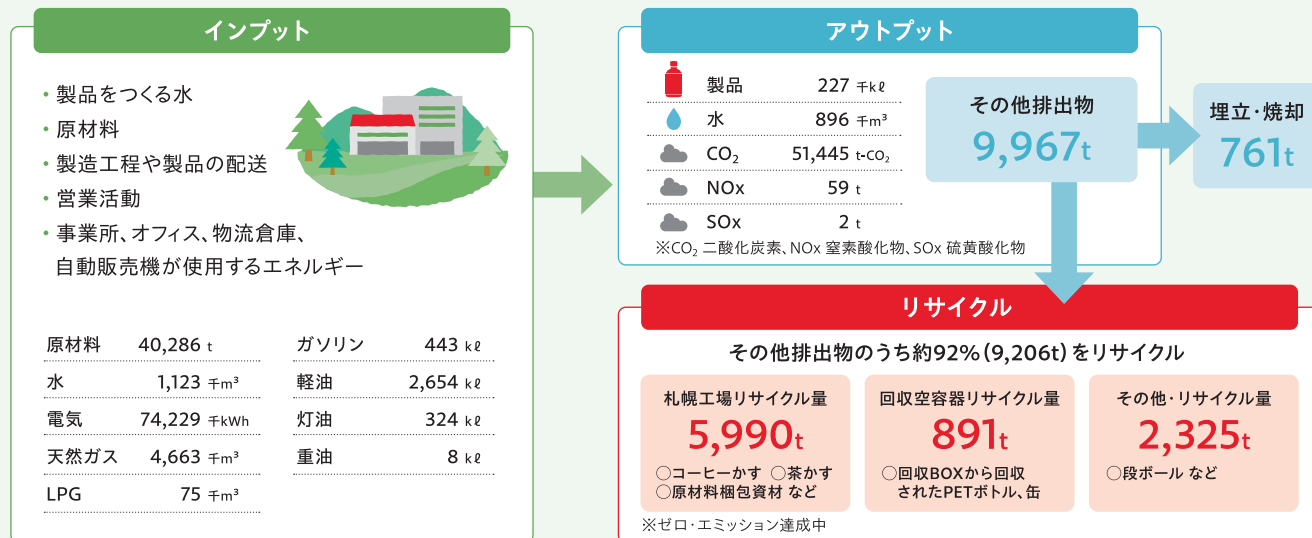 インプット
・製品をつくる水
・原材料
・製造工程や製品の配送
・営業活動
・事業所、オフィス、物流倉庫、
自動販売機が使用するエネルギー
原材料 40,286 t
水 1,123 千m³
電気 74,229 千kWh
天然ガス 4,663 千m³
LPG 75 千m³
ガソリン 443 kℓ
軽油 2,654 kℓ
灯油 324 kℓ
重油 8 kℓ
アウトプット
製品 227 千kℓ
水 896 千m³
CO₂ 51,445 t-CO₂
NOx 59 t
SOx 2 t
※CO₂ 二酸化炭素、NOx 窒素酸化物、SOx 硫黄酸化物
その他排出物
9,967t
埋立・焼却
761t
リサイクル
その他排出物のうち約92%(9,206t)をリサイクル
札幌工場リサイクル量
5,990t
○コーヒーかす ○茶かす
○原材料梱包資材 など
回収空容器リサイクル量
891t
○回収BOXから回収
されたPETボトル、缶
その他・リサイクル量
2,325t
○段ボール など
※ゼロ・エミッション達成中